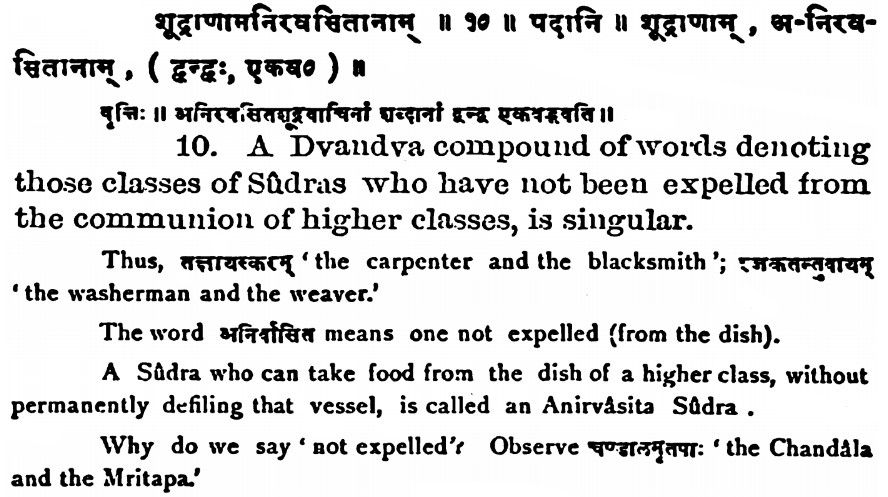 शूद्राणामनिरवसितानाम् ॥ १० ॥ पदानि ॥ शूद्राणाम् , अ-निरव-
सितानाम् , ( द्वन्द्वः, एकव० ) ॥
वृत्तिः ॥ अनिरवसितशूद्रवाचिनां शब्दानां द्वन्द्व एकवद्भवति ॥
10. A Dvandva compound of words denoting
those classes of Sûdras who have not been expelled from
the communion of higher classes, is singular.
Thus, तक्षायस्करम् ‘ the carpenter and the blacksmith ’; रजकतन्तुवायम्
‘ the washerman and the weaver.’
The word अनिर्वासित means one not expelled (from the dish).
A Sûdra who can take food from the dish of a higher class, without
permanently defiling that vessel, is called an Anirvâsita Sûdra .
Why do we say ‘ not expelled’? Observe चण्डालमृतपाः ‘ the Chandâla
and the Mritapa.’